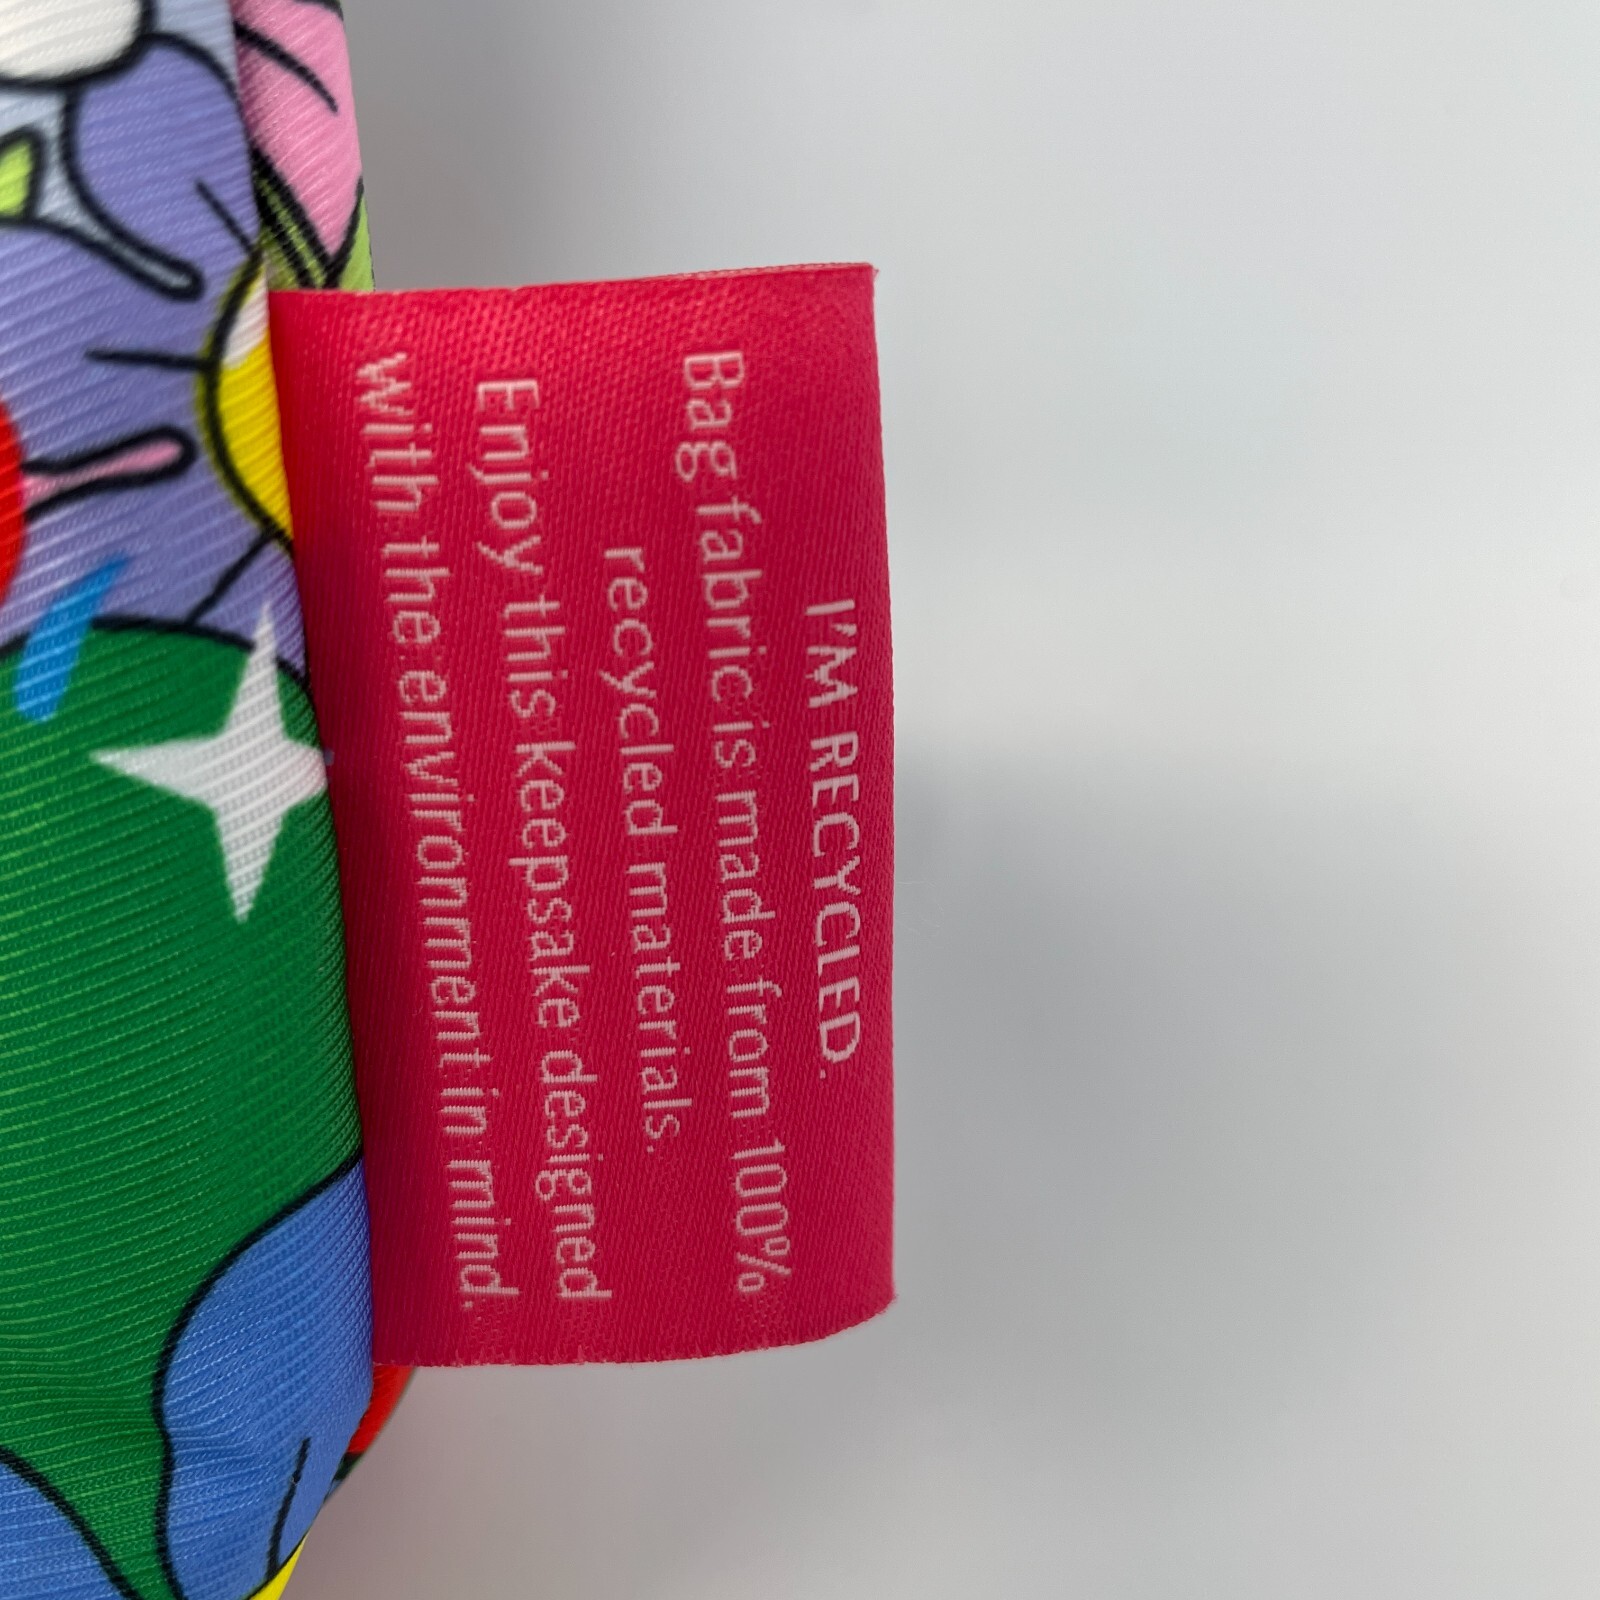 I'M RECYCLED.
Bag fabric is made from 100%
recycled materials.
Enjoy this keepsake designed
with the environment in mind.